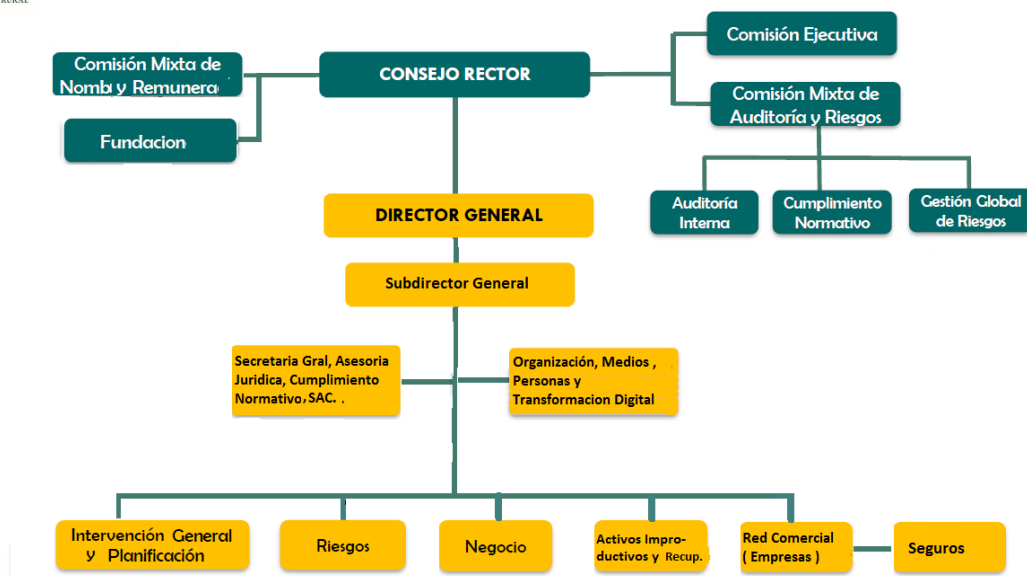 RURAL
Comisión Ejecutiva
Comisión Mixta de
Nomb y Remunera
CONSEJO RECTOR
Comisión Mixta de
Auditoría y Riesgos
Fundacion
Auditoría
Interna
Cumplimiento
Normativo
Gestión Global
de Riesgos
DIRECTOR GENERAL
Subdirector General
Secretaria Gral, Asesoria
Juridica, Cumplimiento
Normativo, SAC. .
Organización, Medios ,
Personas y
Transformacion Digital
Intervención General
y Planificación
Riesgos
Negocio
Activos Impro-
ductivos y Recup.
Red Comercial
( Empresas )
Seguros